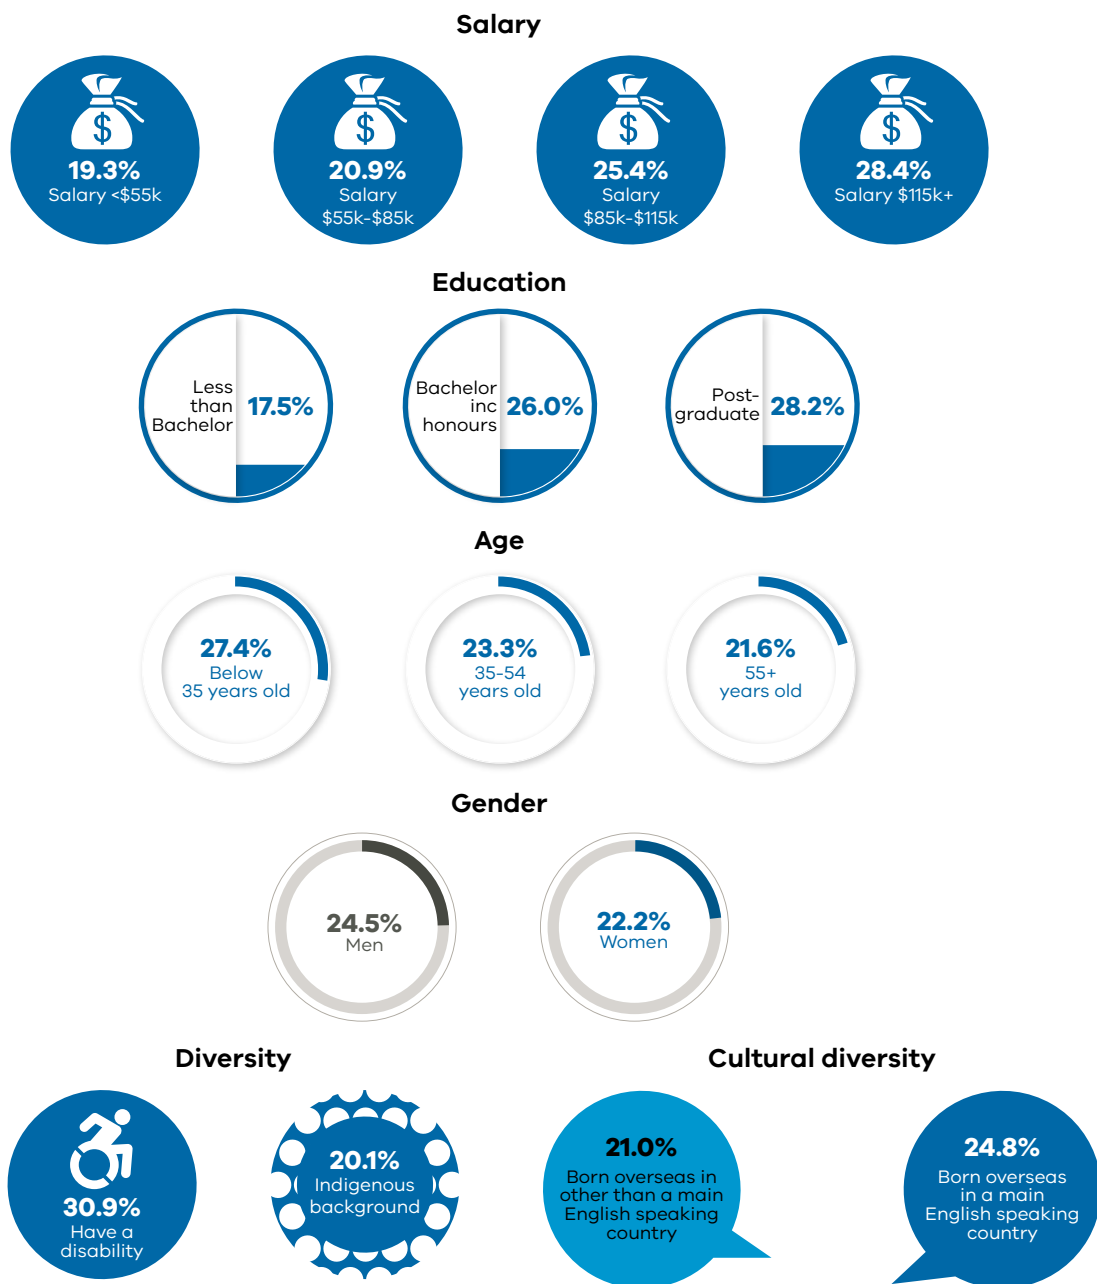 Salary
$
19.3%
Salary <$55k
$
20.9%
Salary
$55k-$85k
$
25.4%
Salary
$85k-$115k
$
28.4%
Salary $115k+
Education
Less
than
Bachelor
17.5%
Bachelor
inc
honours
26.0%
Post-
graduate
28.2%
Age
27.4%
Below
35 years old
23.3%
35-54
years old
21.6%
55+
years old
Gender
24.5%
Men
22.2%
Women
Diversity
30.9%
Have a
disability
20.1%
Indigenous
background
Cultural diversity
21.0%
Born overseas in
other than a main
English speaking
country
24.8%
Born overseas
in a main
English speaking
country